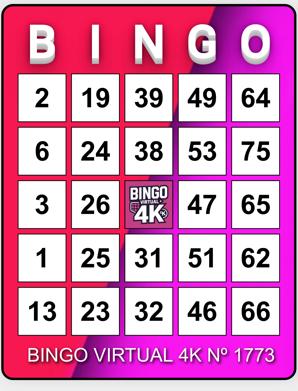 BINGO
2 19 39 49 64
6 24 38 53 75
3 26 BINGO VIRTUAL 4K 47 65
1 25 31 51 62
13 23 32 46 66
BINGO VIRTUAL 4K Nº 1773